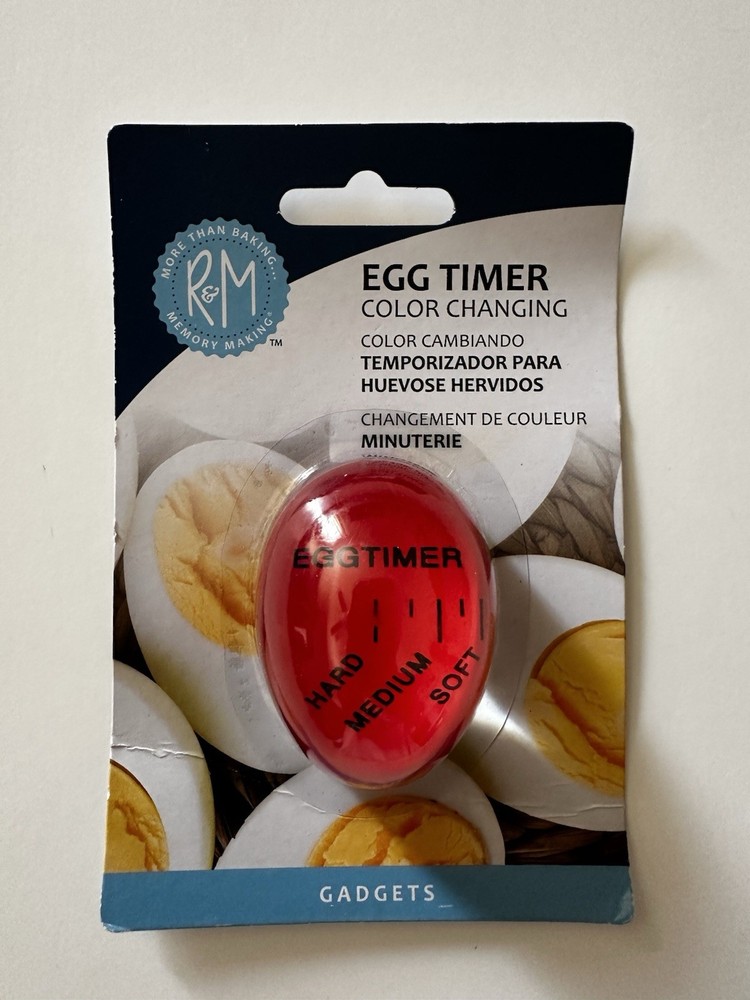 MORE THAN BAKING...
R&M
MEMORY MAKING®
TM
EGG TIMER
COLOR CHANGING
COLOR CAMBIANDO
TEMPORIZADOR PARA
HUEVOSE HERVIDOS
CHANGEMENT DE COULEUR
MINUTERIE
EGGTIMER
HARD
MEDIUM
SOFT
GADGETS